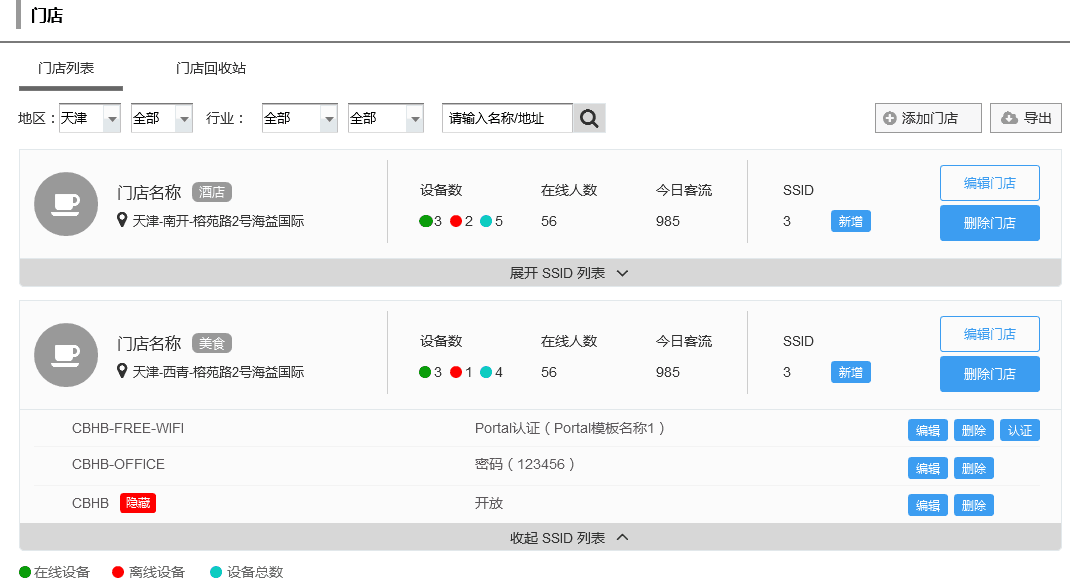 门店
门店列表 门店回收站
地区： 天津 全部 行业： 全部 全部 请输入名称/地址 添加门店 导出
门店名称 酒店 设备数 在线人数 今日客流 SSID 编辑门店
天津-南开-榕苑路2号海益国际 3 2 5 56 985 3 新增 删除门店
展开 SSID 列表
门店名称 美食 设备数 在线人数 今日客流 SSID 编辑门店
天津-西青-榕苑路2号海益国际 3 1 4 56 985 3 新增 删除门店
CBHB-FREE-WIFI Portal认证（Portal模板名称1） 编辑 删除 认证
CBHB-OFFICE 密码（123456） 编辑 删除
CBHB 隐藏 开放 编辑 删除
收起 SSID 列表
在线设备 离线设备 设备总数